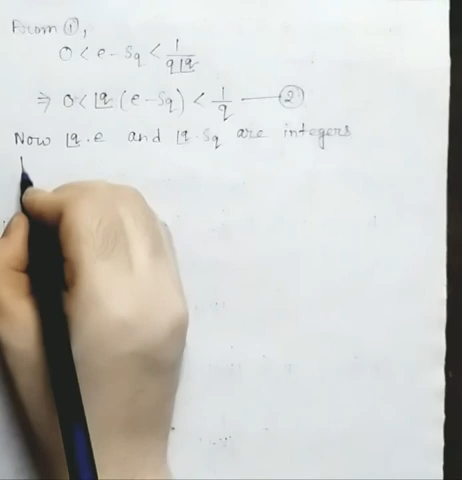 From ①,
0 < e - Sq < 1/(q⌊q)
⇒ 0 < ⌊q (e - Sq) < 1/q — ②
Now ⌊q . e and ⌊q . Sq are integers